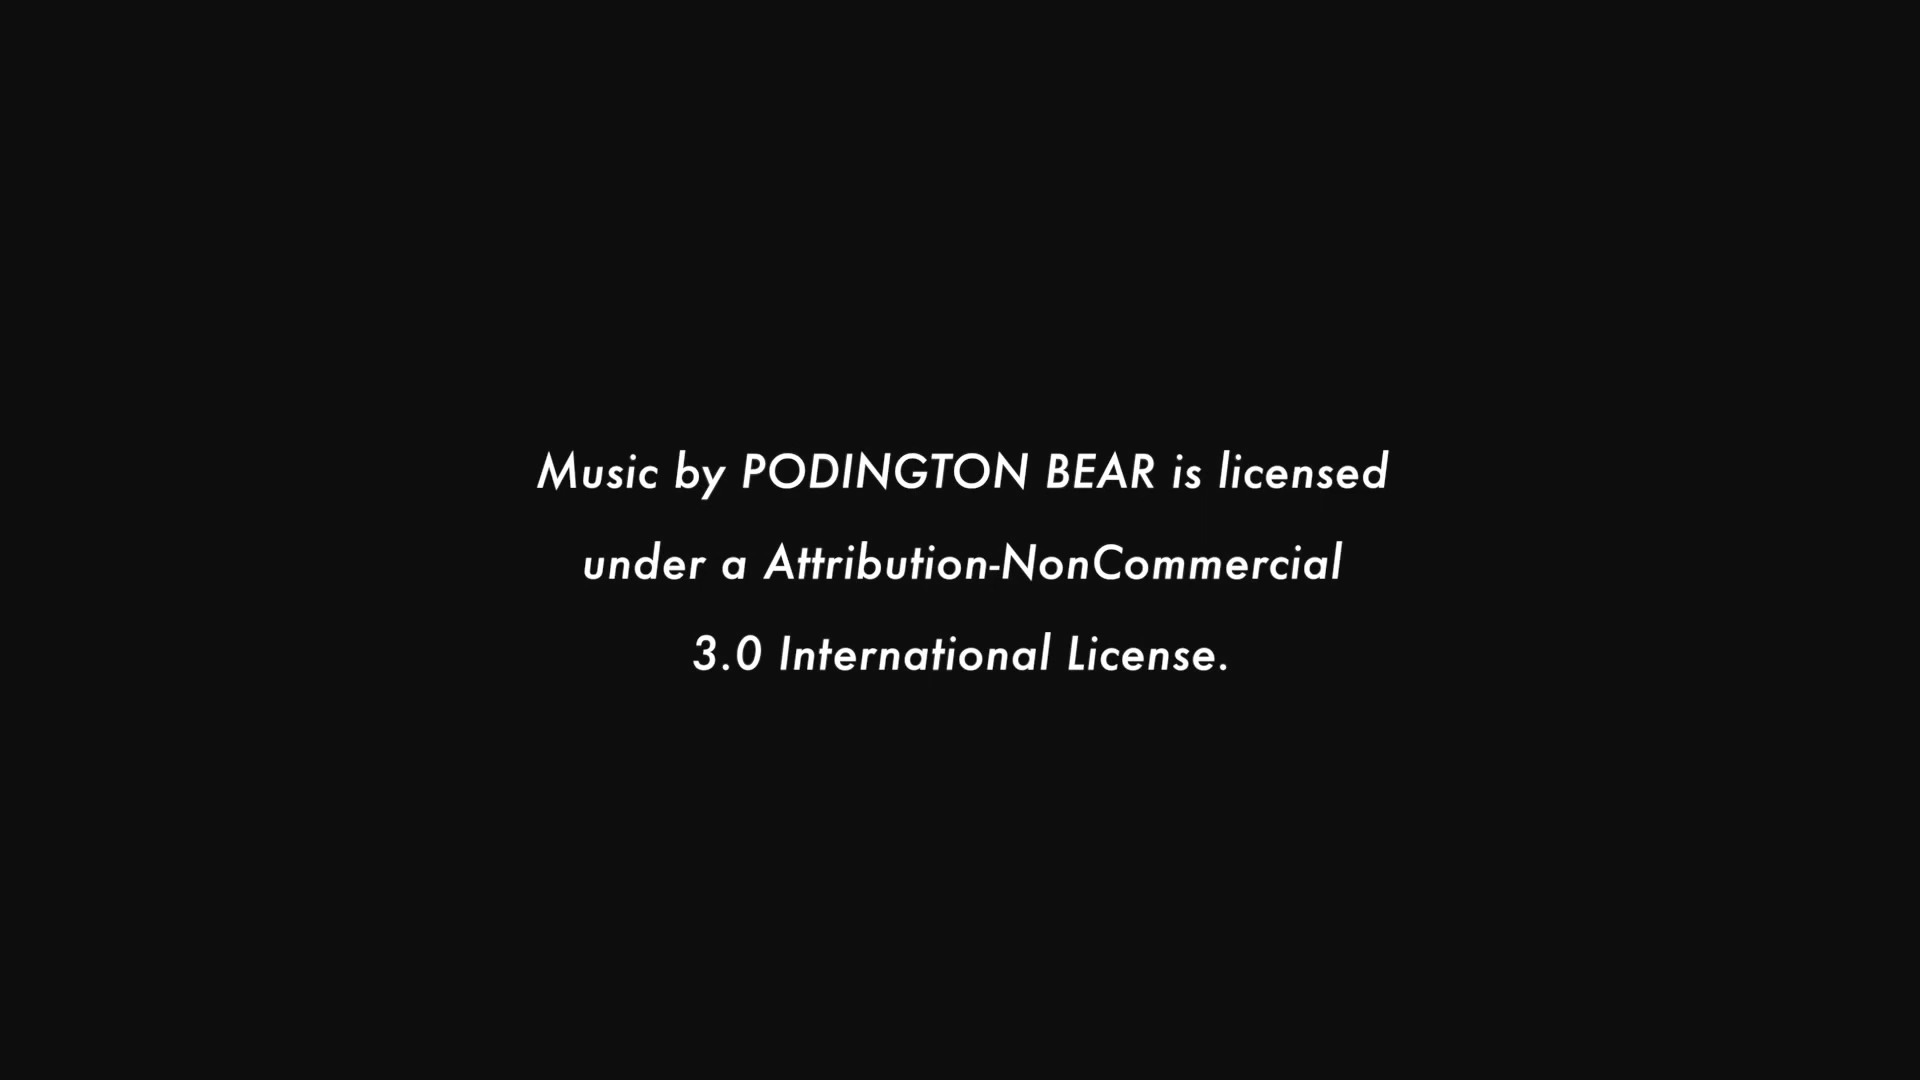 Music by PODINGTON BEAR is licensed
under a Attribution-NonCommercial
3.0 International License.